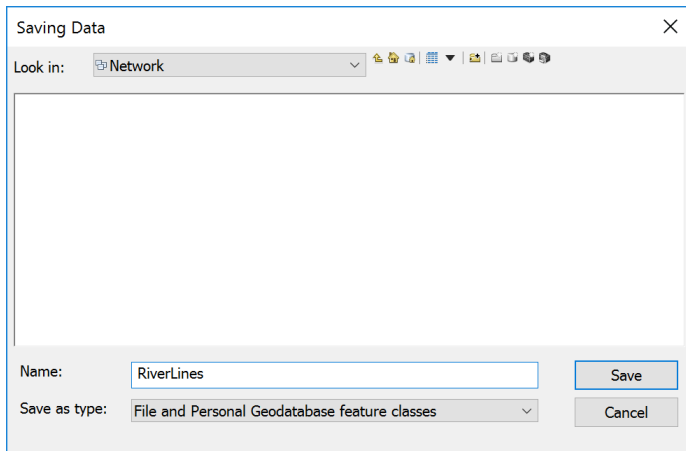 Saving Data
Look in: Network
Name: RiverLines
Save as type: File and Personal Geodatabase feature classes
Save
Cancel